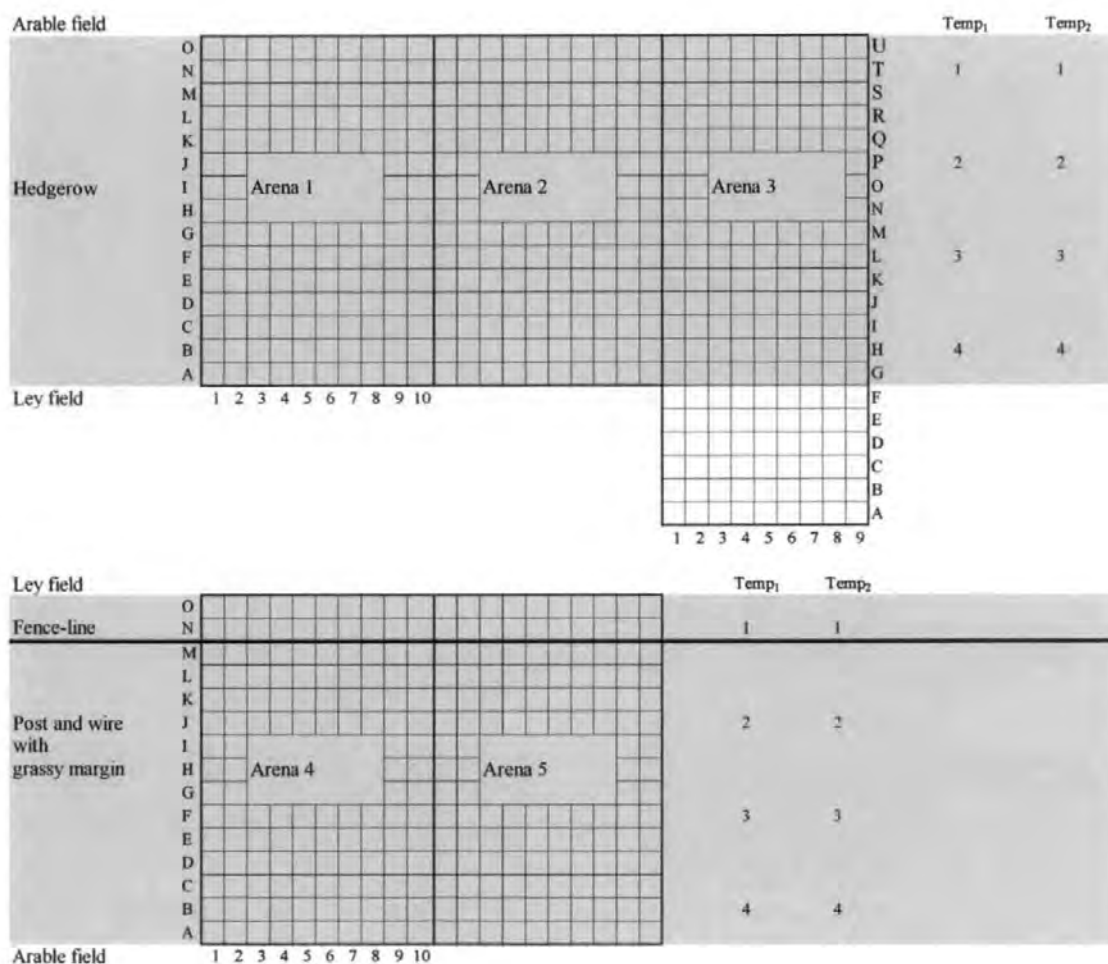 Arable field Temp₁ Temp₂
O U
N T 1 1
M S
L R
K Q
J P 2 2
Hedgerow I Arena 1 Arena 2 Arena 3 O
H N
G M
F L 3 3
E K
D J
C I
B H 4 4
A G
Ley field 1 2 3 4 5 6 7 8 9 10 F
E
D
C
B
A
1 2 3 4 5 6 7 8 9
Ley field Temp₁ Temp₂
O
Fence-line N 1 1
M
L
K
Post and wire J 2 2
with I
grassy margin H Arena 4 Arena 5
G
F 3 3
E
D
C
B 4 4
A
Arable field 1 2 3 4 5 6 7 8 9 10